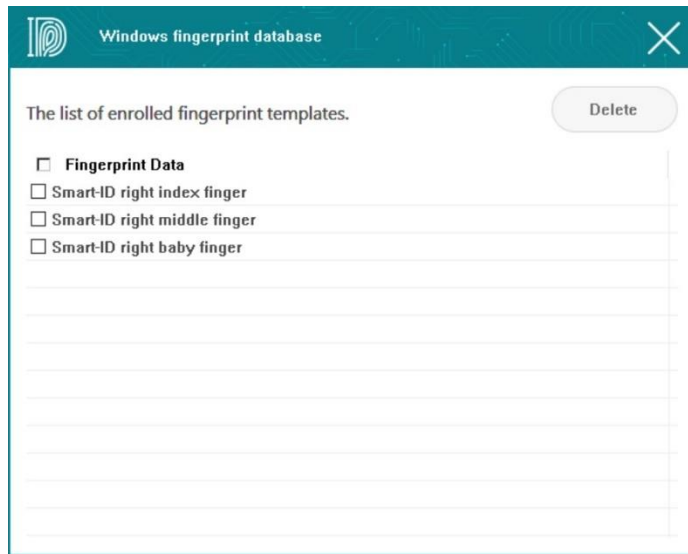 Windows fingerprint database
The list of enrolled fingerprint templates.
Delete
Fingerprint Data
Smart-ID right index finger
Smart-ID right middle finger
Smart-ID right baby finger